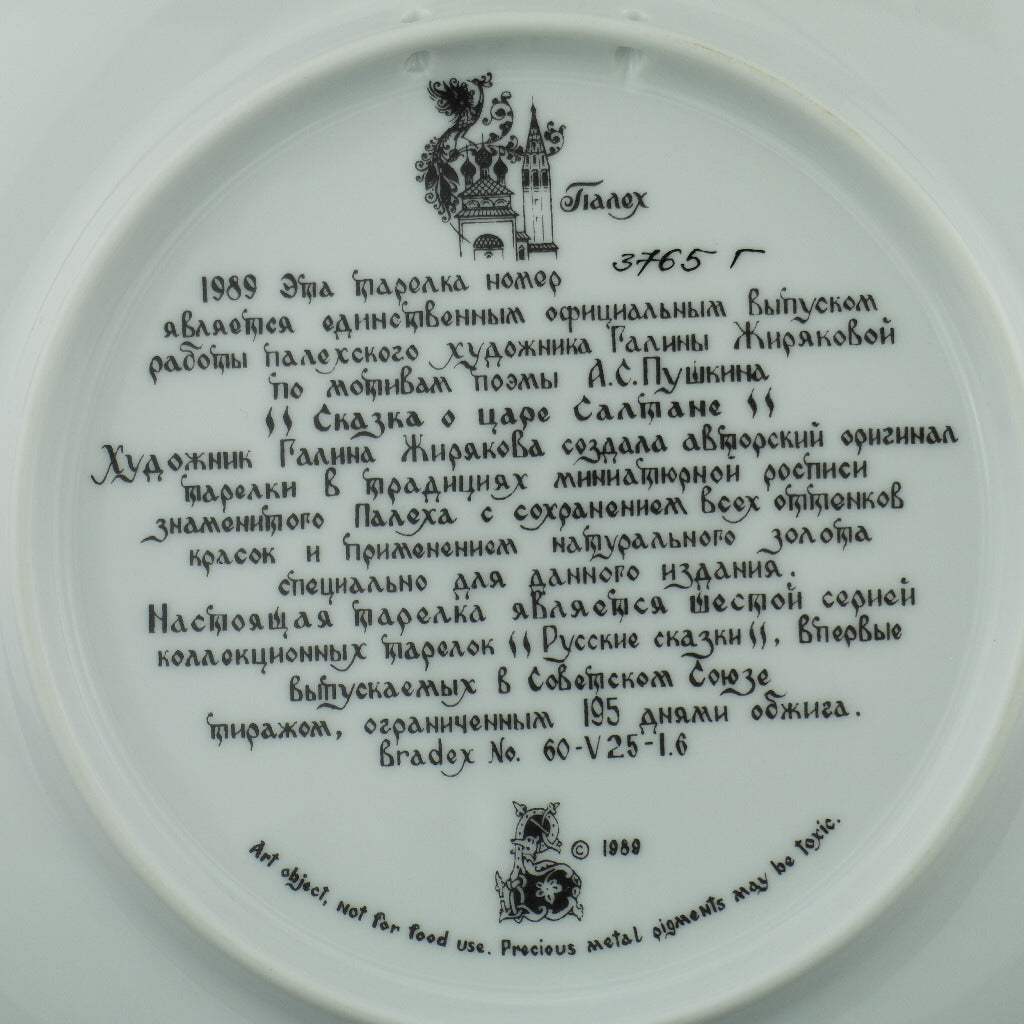 Палех
3765 Г
1989 Эта тарелка номер
является единственным официальным выпуском
работы палехского художника Галины Жиряковой
по мотивам поэмы А.С.Пушкина
"Сказка о царе Салтане"
Художник Галина Жирякова создала авторский оригинал
тарелки в традициях миниатюрной росписи
знаменитого Палеха с сохранением всех оттенков
красок и применением натурального золота
специально для данного издания.
Настоящая тарелка является шестой серией
коллекционных тарелок "Русские сказки", впервые
выпускаемых в Советском Союзе
тиражом, ограниченным 195 днями обжига.
Bradex No. 60-V25-1.6
© 1989
Art object, not for food use. Precious metal pigments may be toxic.